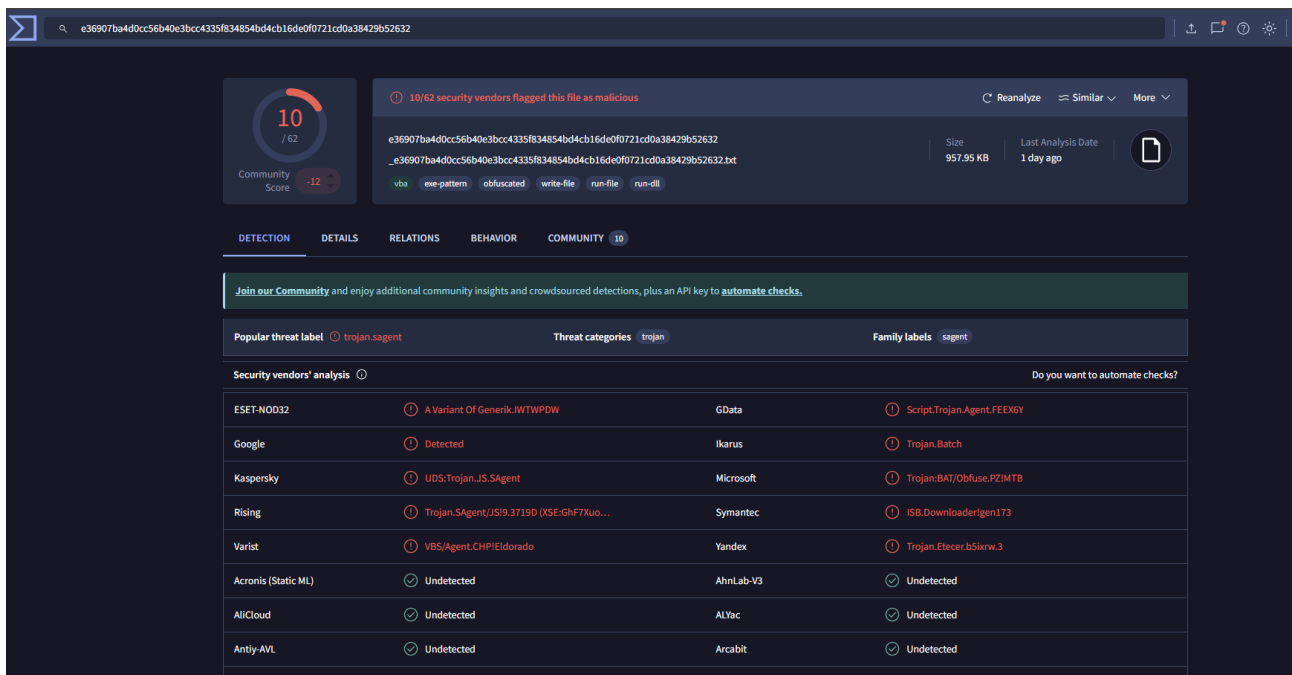 e36907ba4d0cc56b40e3bcc4335f834854bd4cb16de0f0721cd0a38429b52632
10
/ 62
Community
Score
-12
10/62 security vendors flagged this file as malicious
Reanalyze
Similar
More
e36907ba4d0cc56b40e3bcc4335f834854bd4cb16de0f0721cd0a38429b52632
_e36907ba4d0cc56b40e3bcc4335f834854bd4cb16de0f0721cd0a38429b52632.txt
Size
957.95 KB
Last Analysis Date
1 day ago
vba exe-pattern obfuscated write-file run-file run-dll
DETECTION DETAILS RELATIONS BEHAVIOR COMMUNITY 10
Join our Community and enjoy additional community insights and crowdsourced detections, plus an API key to automate checks.
Popular threat label trojan.sagent Threat categories trojan Family labels sagent
Security vendors' analysis Do you want to automate checks?
ESET-NOD32 A Variant Of Generik.IWTWPDW GData Script.Trojan.Agent.FEEX6Y
Google Detected Ikarus Trojan.Batch
Kaspersky UDS:Trojan.JS.SAgent Microsoft Trojan:BAT/Obfuse.PZ!MTB
Rising Trojan.SAgent/JS!9.3719D (XSE:GhF7Xuo... Symantec ISB.Downloader!gen173
Varist VBS/Agent.CHP!Eldorado Yandex Trojan.Etecer.b5ixrw.3
Acronis (Static ML) Undetected AhnLab-V3 Undetected
AliCloud Undetected ALYac Undetected
Antiy-AVL Undetected Arcabit Undetected